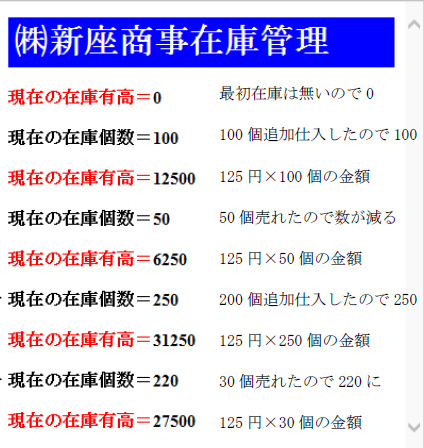 ㈱新座商事在庫管理
現在の在庫有高＝0 最初在庫は無いので 0
現在の在庫個数＝100 100 個追加仕入したので 100
現在の在庫有高＝12500 125 円×100 個の金額
現在の在庫個数＝50 50 個売れたので数が減る
現在の在庫有高＝6250 125 円×50 個の金額
現在の在庫個数＝250 200 個追加仕入したので 250
現在の在庫有高＝31250 125 円×250 個の金額
現在の在庫個数＝220 30 個売れたので 220 に
現在の在庫有高＝27500 125 円×30 個の金額